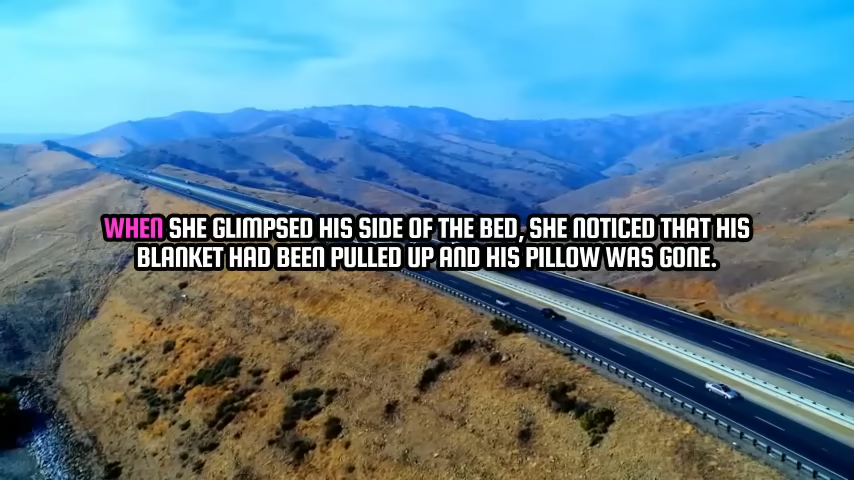 WHEN SHE GLIMPSED HIS SIDE OF THE BED, SHE NOTICED THAT HIS
BLANKET HAD BEEN PULLED UP AND HIS PILLOW WAS GONE.